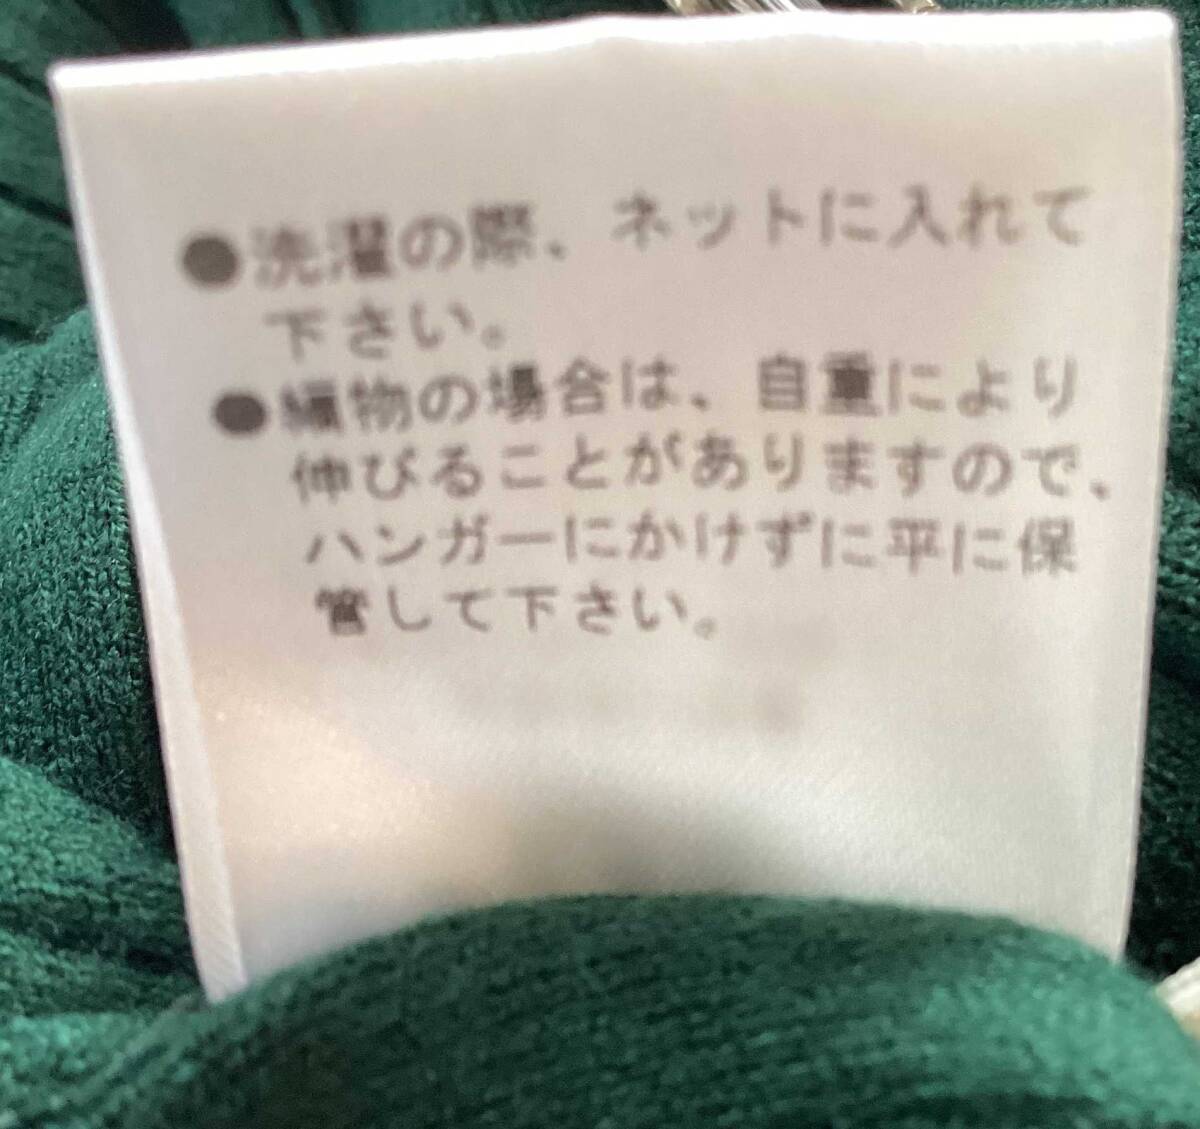 ●洗濯の際、ネットに入れて
下さい。
●編物の場合は、自重により
伸びることがありますので、
ハンガーにかけずに平に保
管して下さい。